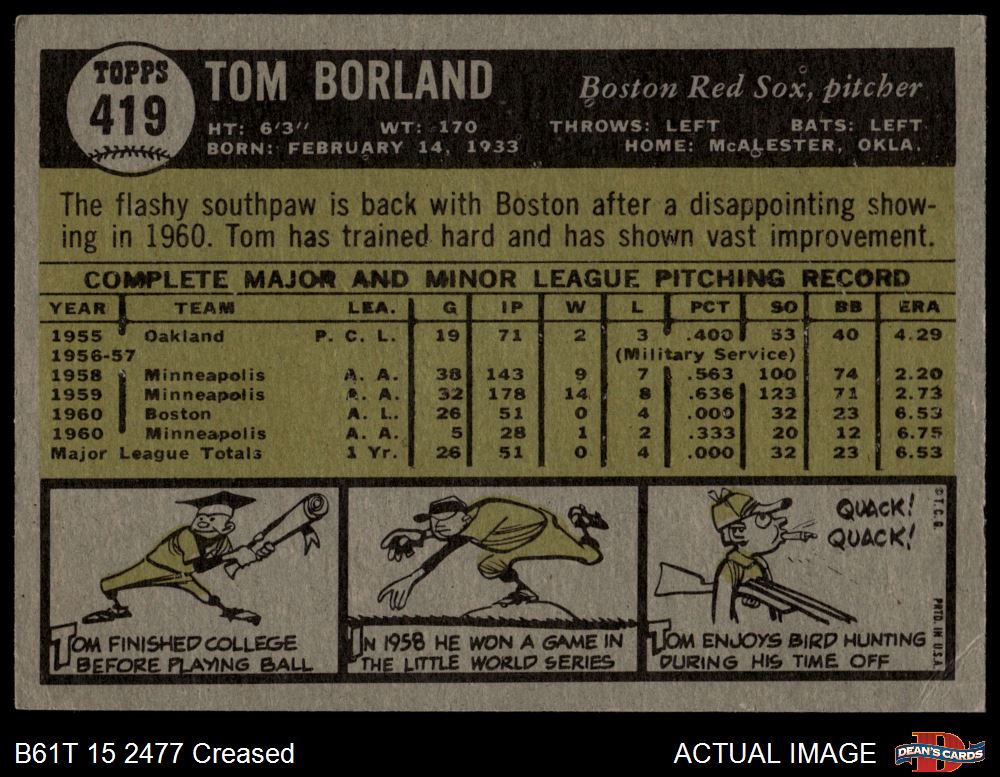 TOPPS
419
TOM BORLAND
Boston Red Sox, pitcher
HT: 6'3" WT: 170 THROWS: LEFT BATS: LEFT
BORN: FEBRUARY 14, 1933 HOME: McALESTER, OKLA.
The flashy southpaw is back with Boston after a disappointing show-
ing in 1960. Tom has trained hard and has shown vast improvement.
COMPLETE MAJOR AND MINOR LEAGUE PITCHING RECORD
YEAR TEAM LEA. G IP W L PCT SO BB ERA
1955 Oakland P. C. L. 19 71 2 3 .400 53 40 4.29
1956-57 (Military Service)
1958 Minneapolis A. A. 38 143 9 7 .563 100 74 2.20
1959 Minneapolis A. A. 32 178 14 8 .636 123 71 2.73
1960 Boston A. L. 26 51 0 4 .000 32 23 6.53
1960 Minneapolis A. A. 5 28 1 2 .333 20 12 6.75
Major League Totals 1 Yr. 26 51 0 4 .000 32 23 6.53
TOM FINISHED COLLEGE
BEFORE PLAYING BALL
IN 1958 HE WON A GAME IN
THE LITTLE WORLD SERIES
QUACK!
QUACK!
TOM ENJOYS BIRD HUNTING
DURING HIS TIME OFF
© T. C. G.
PRTD. IN U.S.A.
B61T 15 2477 Creased
ACTUAL IMAGE
DEAN'S CARDS